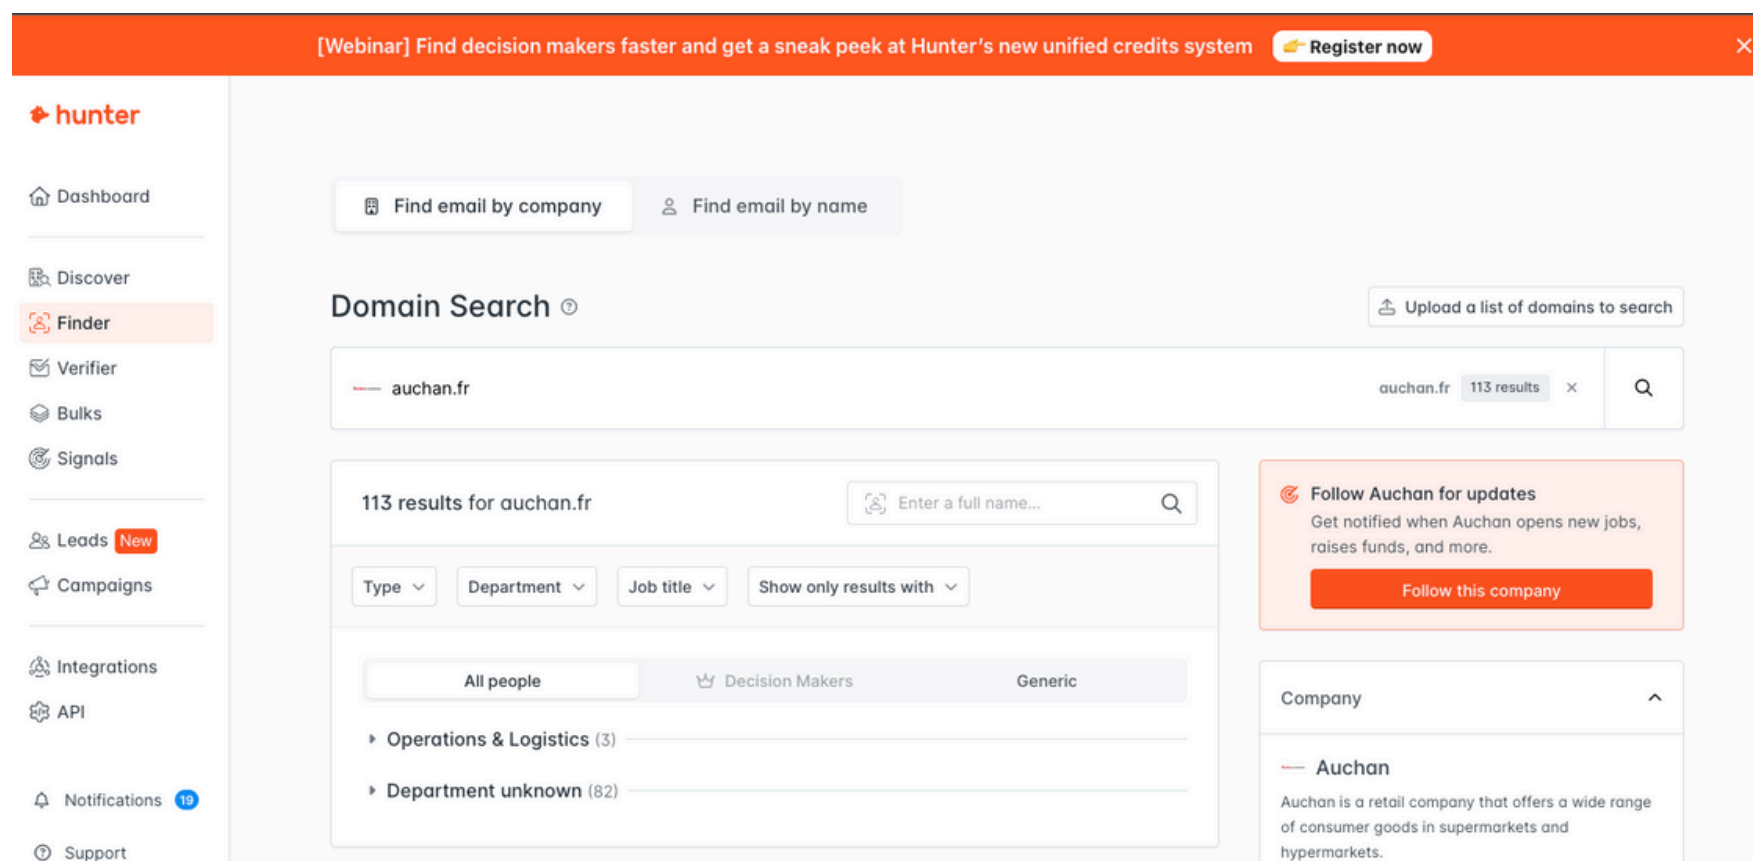 [Webinar] Find decision makers faster and get a sneak peek at Hunter's new unified credits system 👉 Register now
hunter
Dashboard
Discover
Finder
Verifier
Bulks
Signals
Leads New
Campaigns
Integrations
API
Notifications 19
Support
Find email by company Find email by name
Domain Search
Upload a list of domains to search
auchan.fr auchan.fr 113 results
113 results for auchan.fr Enter a full name...
Type Department Job title Show only results with
All people Decision Makers Generic
Operations & Logistics (3)
Department unknown (82)
Follow Auchan for updates
Get notified when Auchan opens new jobs,
raises funds, and more.
Follow this company
Company
Auchan
Auchan is a retail company that offers a wide range
of consumer goods in supermarkets and
hypermarkets.